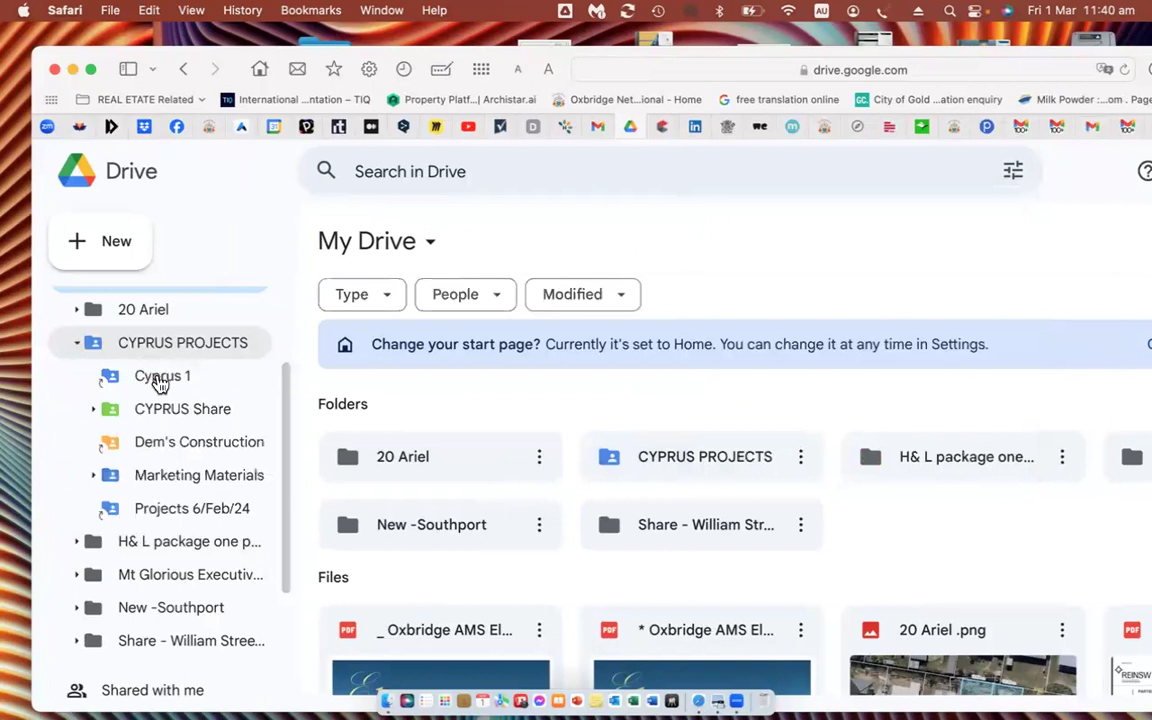 Safari File Edit View History Bookmarks Window Help AU Fri 1 Mar 11:40 am
A A drive.google.com
REAL ETATE Related International ...ntation – TIQ Property Platf...| Archistar.ai Oxbridge Net...ional - Home free translation online City of Gold ...ation enquiry Milk Powder :...om . Page
Drive
Search in Drive
New
My Drive
Type People Modified
Change your start page? Currently it's set to Home. You can change it at any time in Settings.
20 Ariel
CYPRUS PROJECTS
Cyprus 1
CYPRUS Share
Dem's Construction
Marketing Materials
Projects 6/Feb/24
H& L package one p...
Mt Glorious Executiv...
New -Southport
Share - William Stree...
Shared with me
Folders
20 Ariel CYPRUS PROJECTS H& L package one...
New -Southport Share - William Str...
Files
_ Oxbridge AMS El... * Oxbridge AMS El... 20 Ariel .png
REINSW